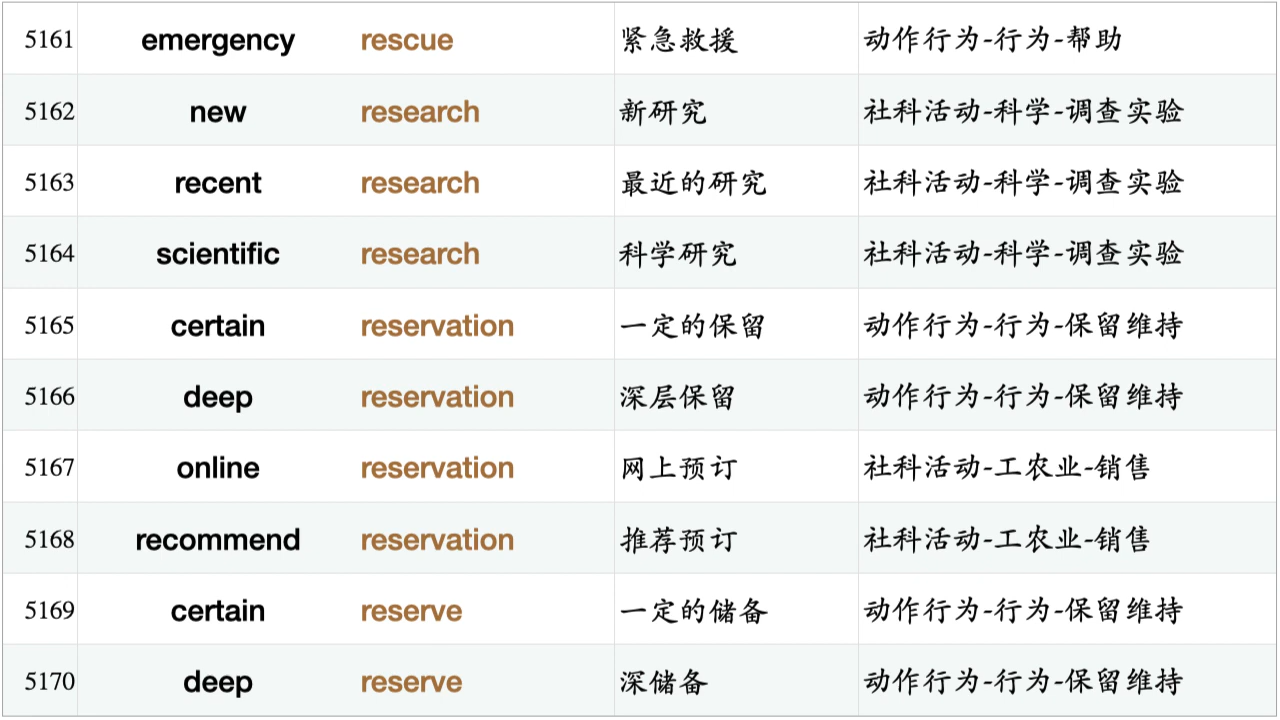 5161 emergency rescue 紧急救援 动作行为-行为-帮助
5162 new research 新研究 社科活动-科学-调查实验
5163 recent research 最近的研究 社科活动-科学-调查实验
5164 scientific research 科学研究 社科活动-科学-调查实验
5165 certain reservation 一定的保留 动作行为-行为-保留维持
5166 deep reservation 深层保留 动作行为-行为-保留维持
5167 online reservation 网上预订 社科活动-工农业-销售
5168 recommend reservation 推荐预订 社科活动-工农业-销售
5169 certain reserve 一定的储备 动作行为-行为-保留维持
5170 deep reserve 深储备 动作行为-行为-保留维持